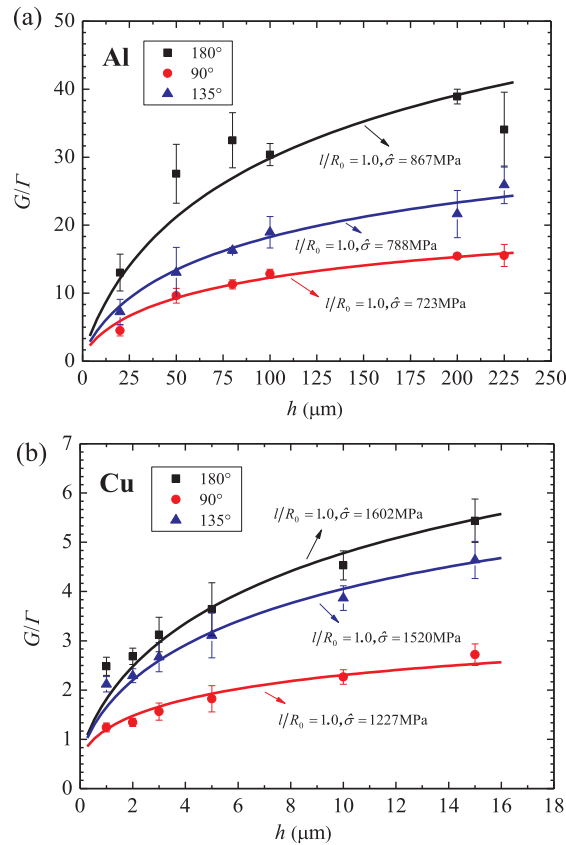 (a)
50
40
30
20
10
0
G/Γ
Al
180°
90°
135°
l/R₀ = 1.0, σ̂ = 867MPa
l/R₀ = 1.0, σ̂ = 788MPa
l/R₀ = 1.0, σ̂ = 723MPa
0 25 50 75 100 125 150 175 200 225 250
h (μm)
(b)
7
6
5
4
3
2
1
0
G/Γ
Cu
180°
90°
135°
l/R₀ = 1.0, σ̂ = 1602MPa
l/R₀ = 1.0, σ̂ = 1520MPa
l/R₀ = 1.0, σ̂ = 1227MPa
0 2 4 6 8 10 12 14 16 18
h (μm)